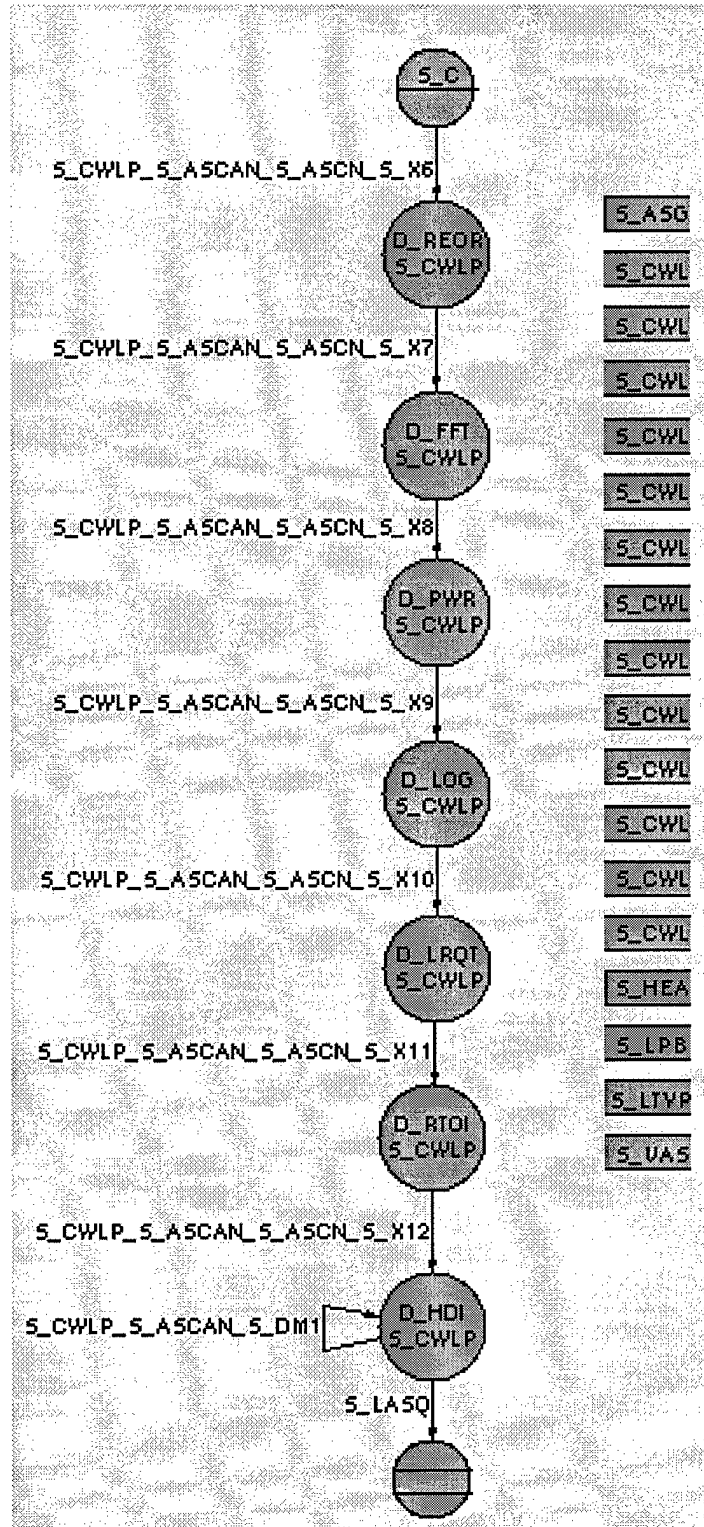 S_C
S_CWLP_S_ASCAN_S_ASCN_S_X6
D_REOR
S_CWLP
S_CWLP_S_ASCAN_S_ASCN_S_X7
D_FFT
S_CWLP
S_CWLP_S_ASCAN_S_ASCN_S_X8
D_PWR
S_CWLP
S_CWLP_S_ASCAN_S_ASCN_S_X9
D_LOG
S_CWLP
S_CWLP_S_ASCAN_S_ASCN_S_X10
D_LRQT
S_CWLP
S_CWLP_S_ASCAN_S_ASCN_S_X11
D_RTOI
S_CWLP
S_CWLP_S_ASCAN_S_ASCN_S_X12
S_CWLP_S_ASCAN_S_DM1
D_HDI
S_CWLP
S_LASQ
S_ASG
S_CWL
S_CWL
S_CWL
S_CWL
S_CWL
S_CWL
S_CWL
S_CWL
S_CWL
S_CWL
S_CWL
S_CWL
S_CWL
S_HEA
S_LPB
S_LTVP
S_UAS